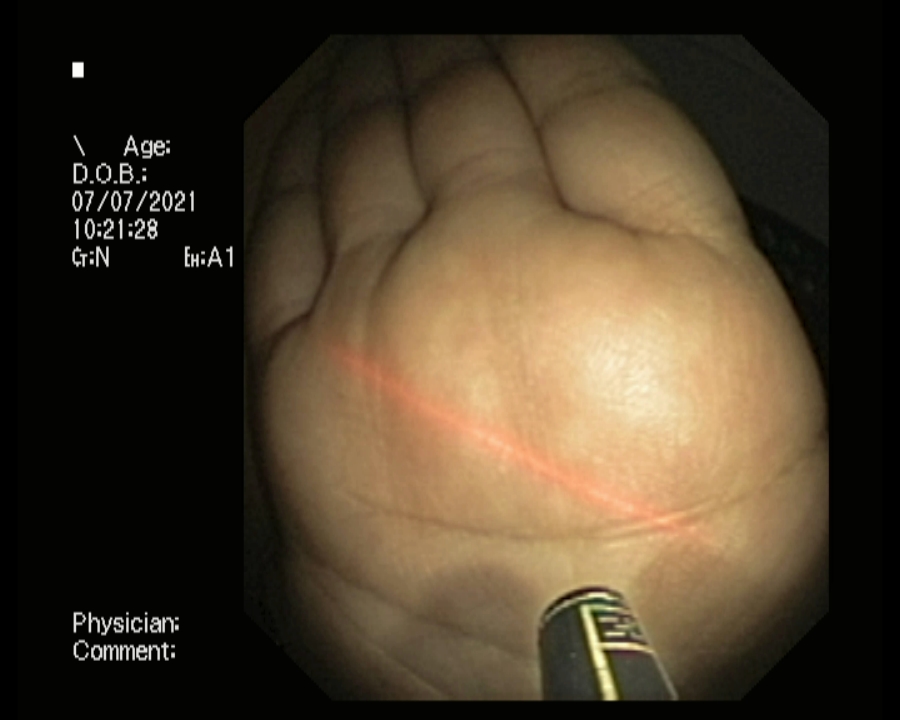 \ Age:
D.O.B.:
07/07/2021
10:21:28
Cr:N EH:A1
Physician:
Comment: